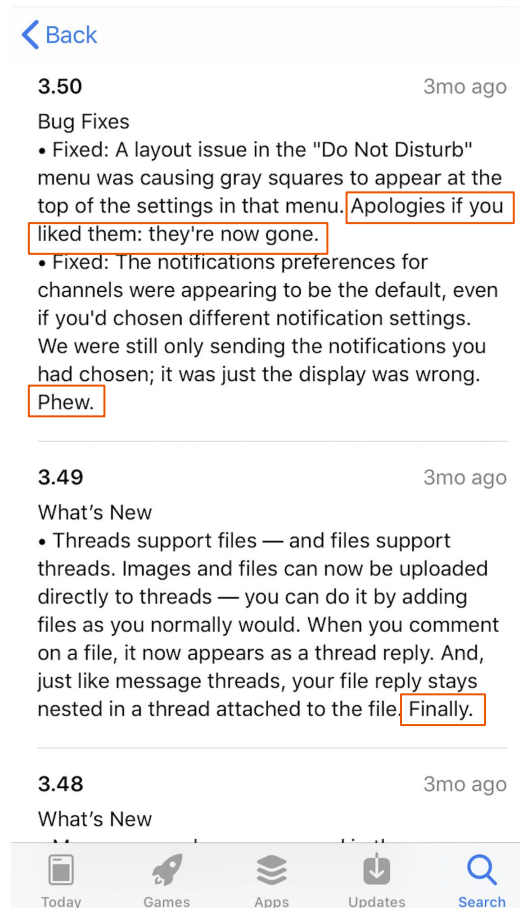 Back
3.50 3mo ago
Bug Fixes
• Fixed: A layout issue in the "Do Not Disturb"
menu was causing gray squares to appear at the
top of the settings in that menu. Apologies if you
liked them: they're now gone.
• Fixed: The notifications preferences for
channels were appearing to be the default, even
if you'd chosen different notification settings.
We were still only sending the notifications you
had chosen; it was just the display was wrong.
Phew.
3.49 3mo ago
What's New
• Threads support files — and files support
threads. Images and files can now be uploaded
directly to threads — you can do it by adding
files as you normally would. When you comment
on a file, it now appears as a thread reply. And,
just like message threads, your file reply stays
nested in a thread attached to the file. Finally.
3.48 3mo ago
What's New
Today Games Apps Updates Search